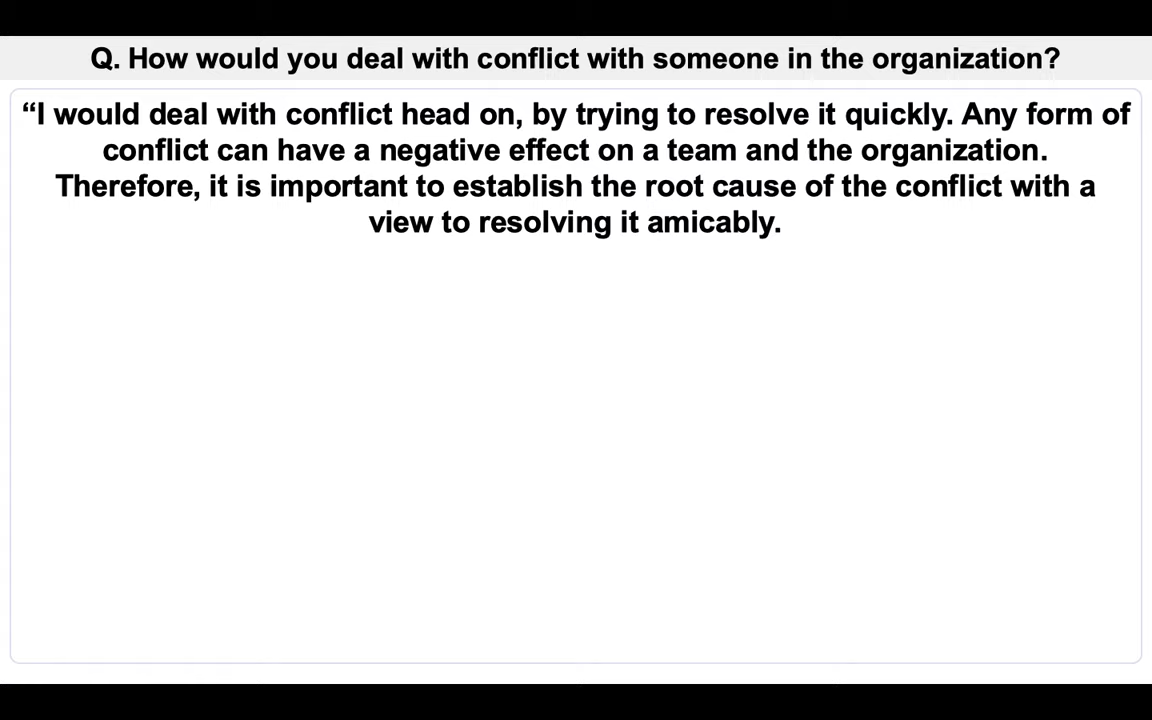 Q. How would you deal with conflict with someone in the organization?
“I would deal with conflict head on, by trying to resolve it quickly. Any form of
conflict can have a negative effect on a team and the organization.
Therefore, it is important to establish the root cause of the conflict with a
view to resolving it amicably.